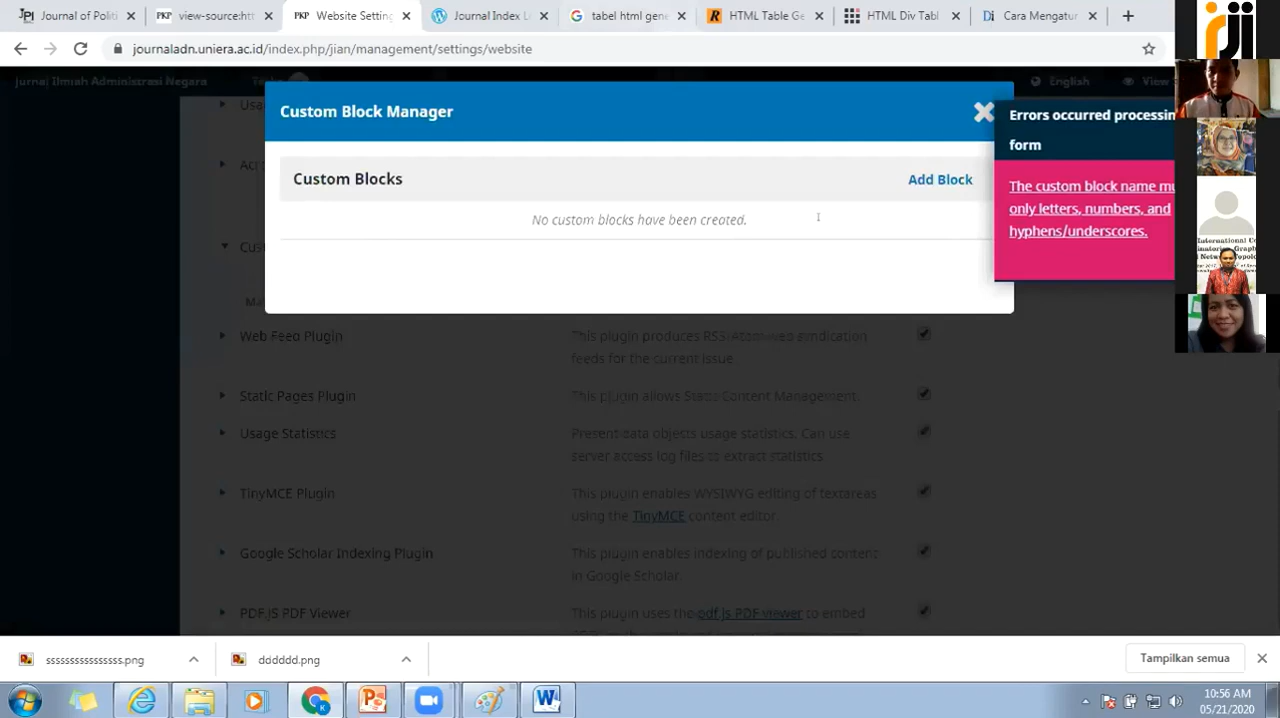 Journal of Politi
view-source:ht
Website Settin
Journal Index L
tabel html gene
HTML Table Ge
HTML Div Tabl
Cara Mengatur
journaladn.uniera.ac.id/index.php/jian/management/settings/website
Jurnal Ilmiah Administrasi Negara
English
View
Custom Block Manager
Errors occurred processin
form
Custom Blocks
Add Block
The custom block name mu
only letters, numbers, and
hyphens/underscores.
No custom blocks have been created.
Web Feed Plugin
This plugin produces RSS/Atom web syndication
feeds for the current issue.
Static Pages Plugin
This plugin allows Static Content Management.
Usage Statistics
Present data objects usage statistics. Can use
server access log files to extract statistics.
TinyMCE Plugin
This plugin enables WYSIWYG editing of textareas
using the TinyMCE content editor.
Google Scholar Indexing Plugin
This plugin enables indexing of published content
in Google Scholar.
PDF.JS PDF Viewer
This plugin uses the pdf.js PDF viewer to embed
sssssssssssssss.png
dddddd.png
Tampilkan semua
10:56 AM
05/21/2020